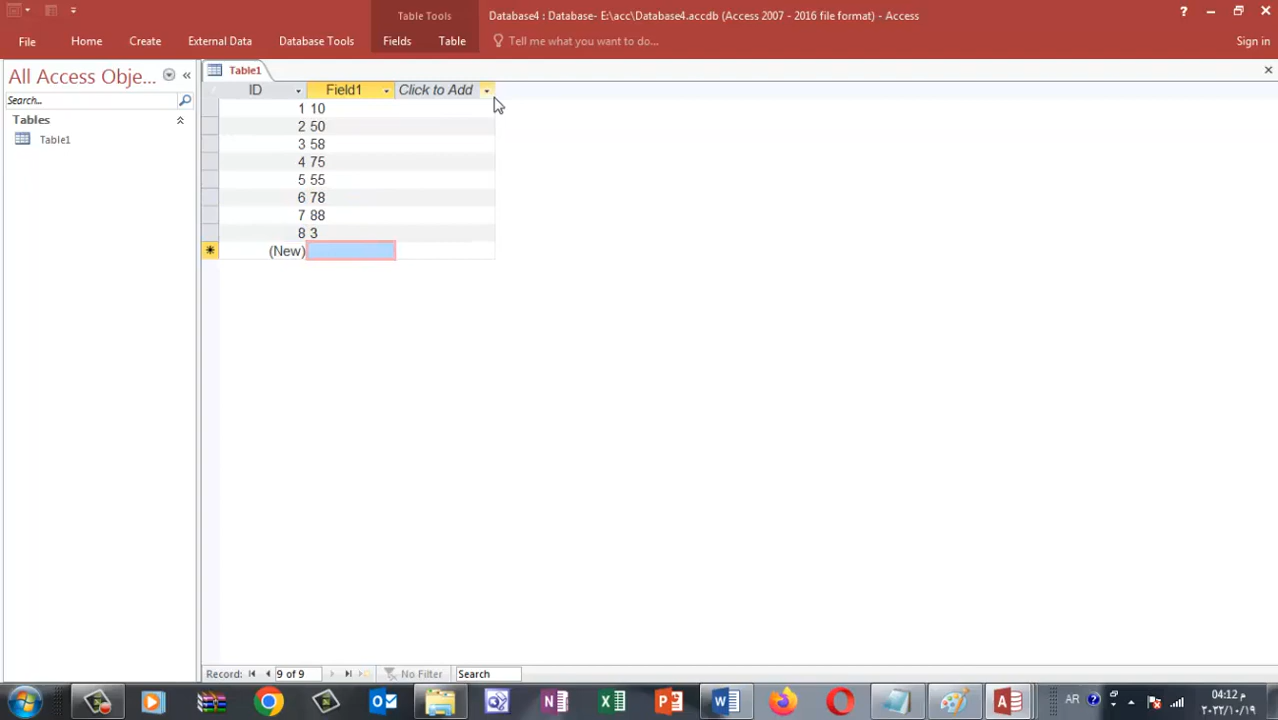 Table Tools
Database4 : Database- E:\acc\Database4.accdb (Access 2007 - 2016 file format) - Access
?
File Home Create External Data Database Tools Fields Table Tell me what you want to do... Sign in
All Access Obje... «
Search...
Tables
Table1
Table1
ID Field1 Click to Add
1 10
2 50
3 58
4 75
5 55
6 78
7 88
8 3
(New)
Record: 9 of 9 No Filter Search
AR
04:12 م
٢٠٢٢/١٠/١٩